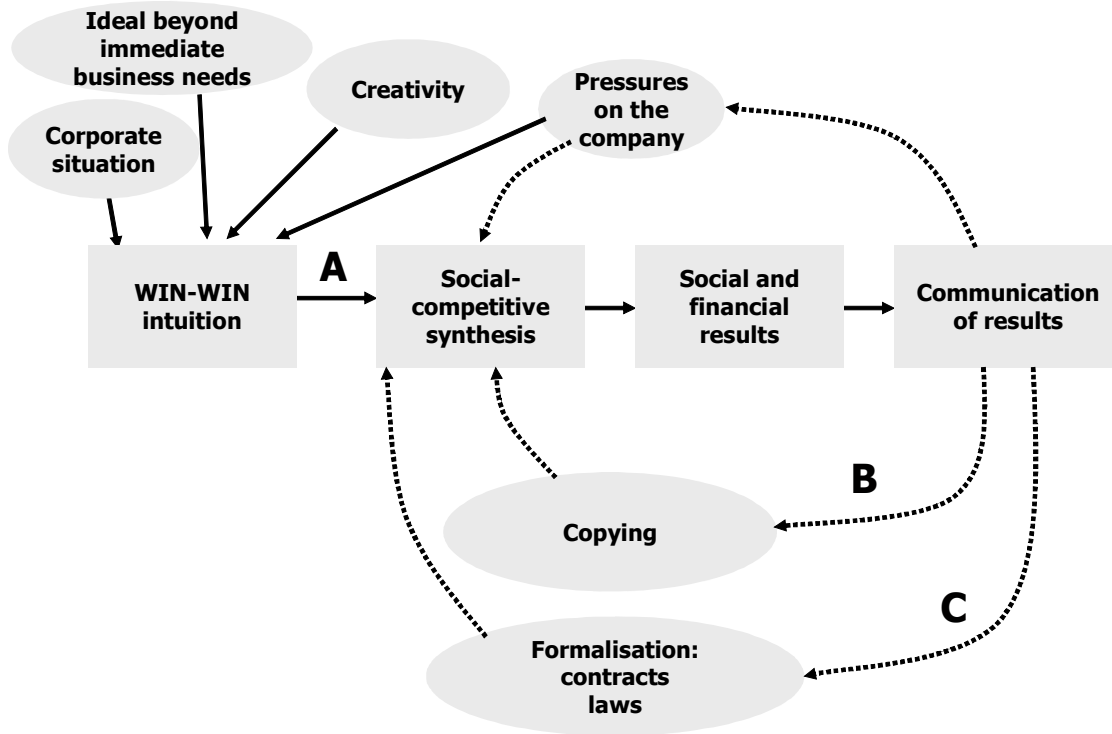 Ideal beyond
immediate
business needs
Creativity
Pressures
on the
company
Corporate
situation
A
WIN-WIN
intuition
Social-
competitive
synthesis
Social and
financial
results
Communication
of results
B
Copying
C
Formalisation:
contracts
laws